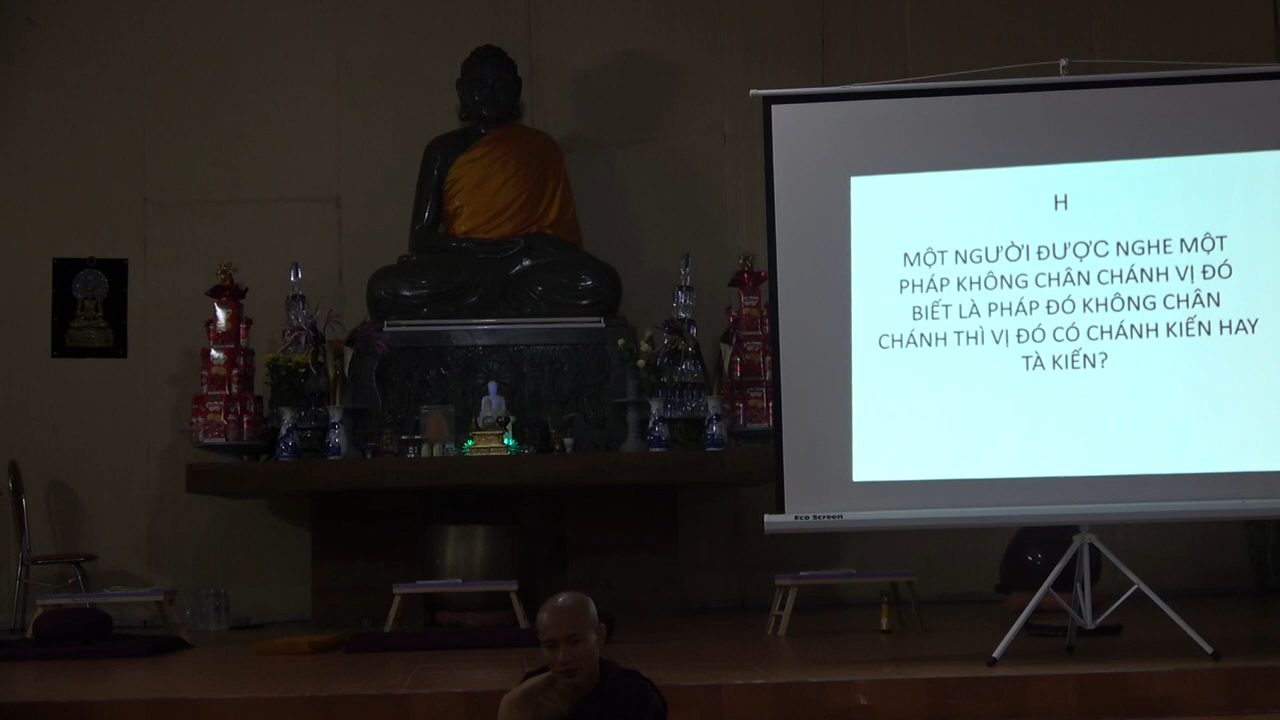 H
MỘT NGƯỜI ĐƯỢC NGHE MỘT
PHÁP KHÔNG CHÂN CHÁNH VỊ ĐÓ
BIẾT LÀ PHÁP ĐÓ KHÔNG CHÂN
CHÁNH THÌ VỊ ĐÓ CÓ CHÁNH KIẾN HAY
TÀ KIẾN?
Eco Screen